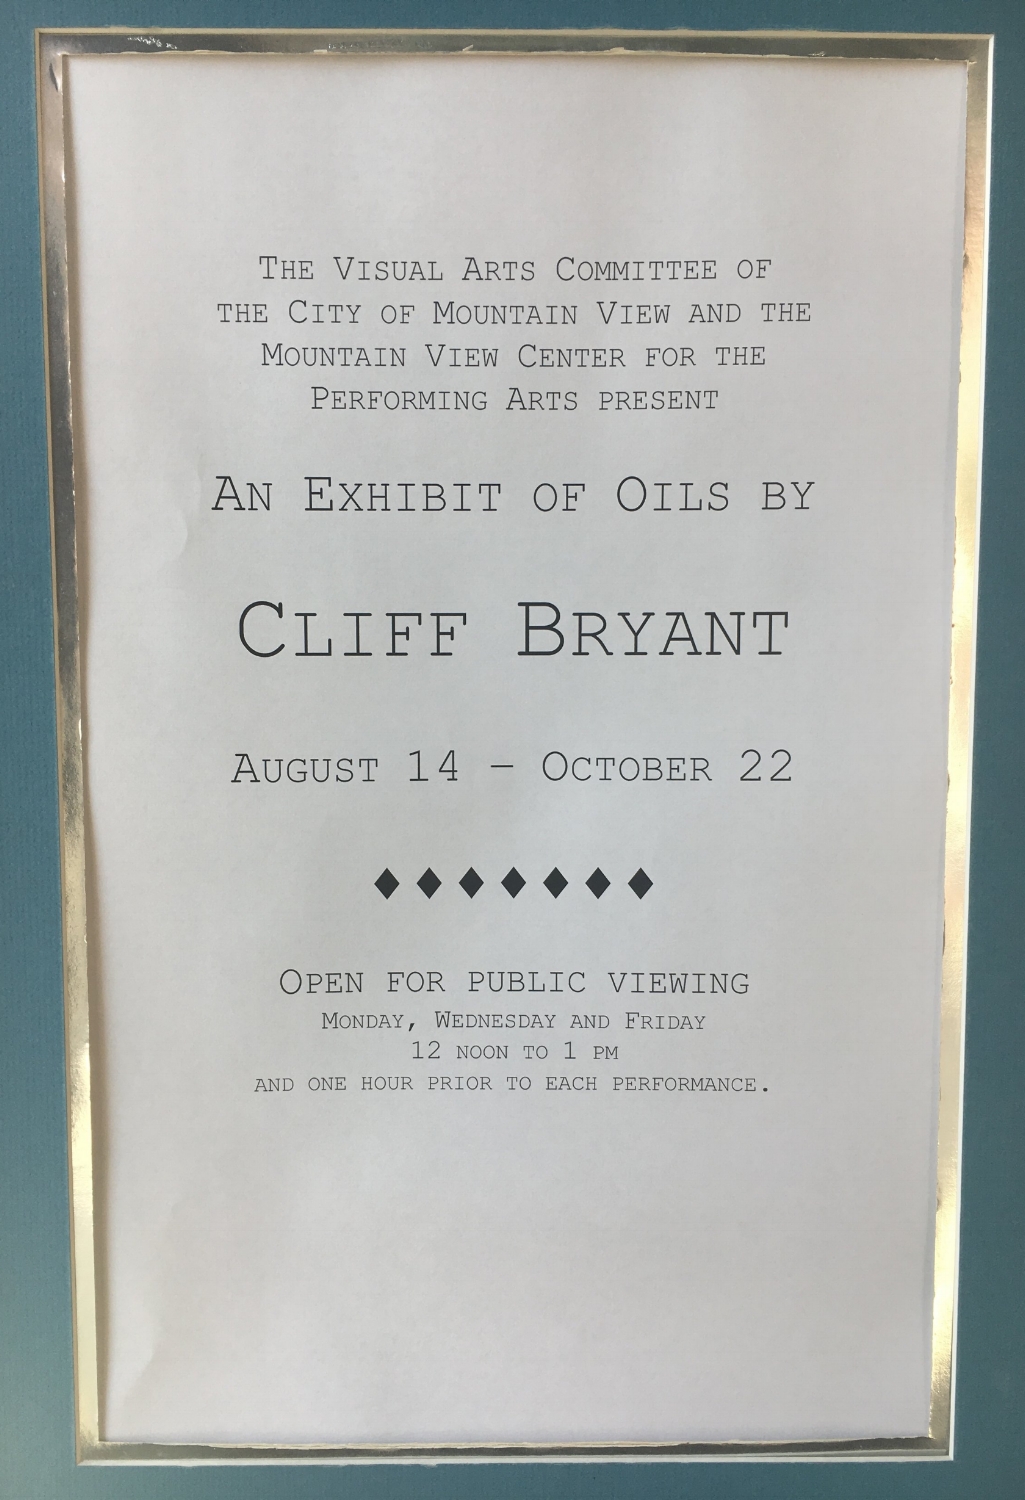 The Visual Arts Committee of
the City of Mountain View and the
Mountain View Center for the
Performing Arts present
An Exhibit of Oils by
Cliff Bryant
August 14 – October 22
♦♦♦♦♦♦♦
Open for public viewing
Monday, Wednesday and Friday
12 noon to 1 pm
and one hour prior to each performance.